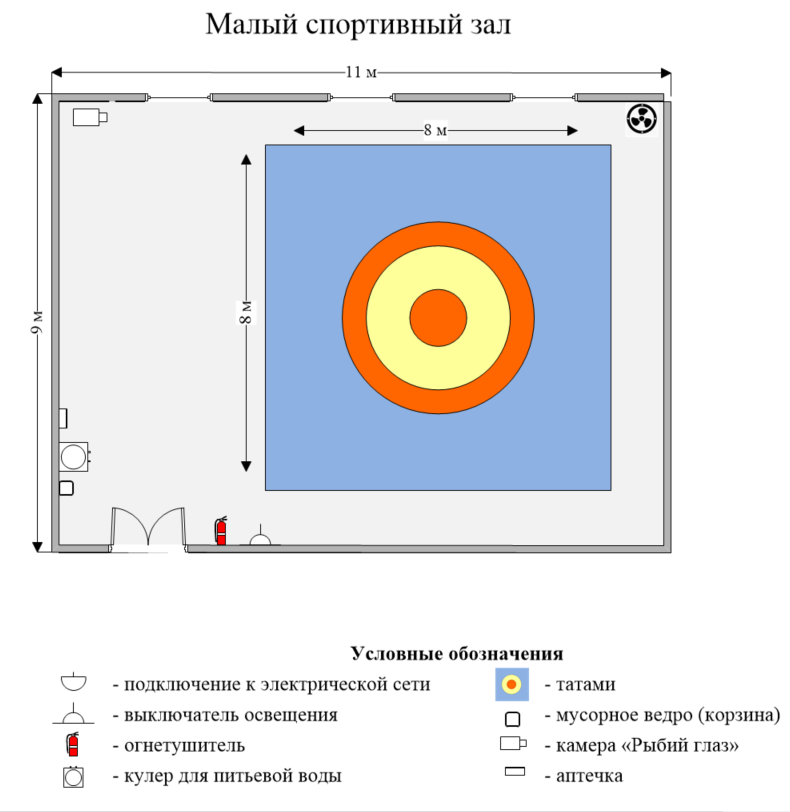 Малый спортивный зал
11 м
8 м
8 м
9 м
Условные обозначения
- подключение к электрической сети
- выключатель освещения
- огнетушитель
- кулер для питьевой воды
- татами
- мусорное ведро (корзина)
- камера «Рыбий глаз»
- аптечка